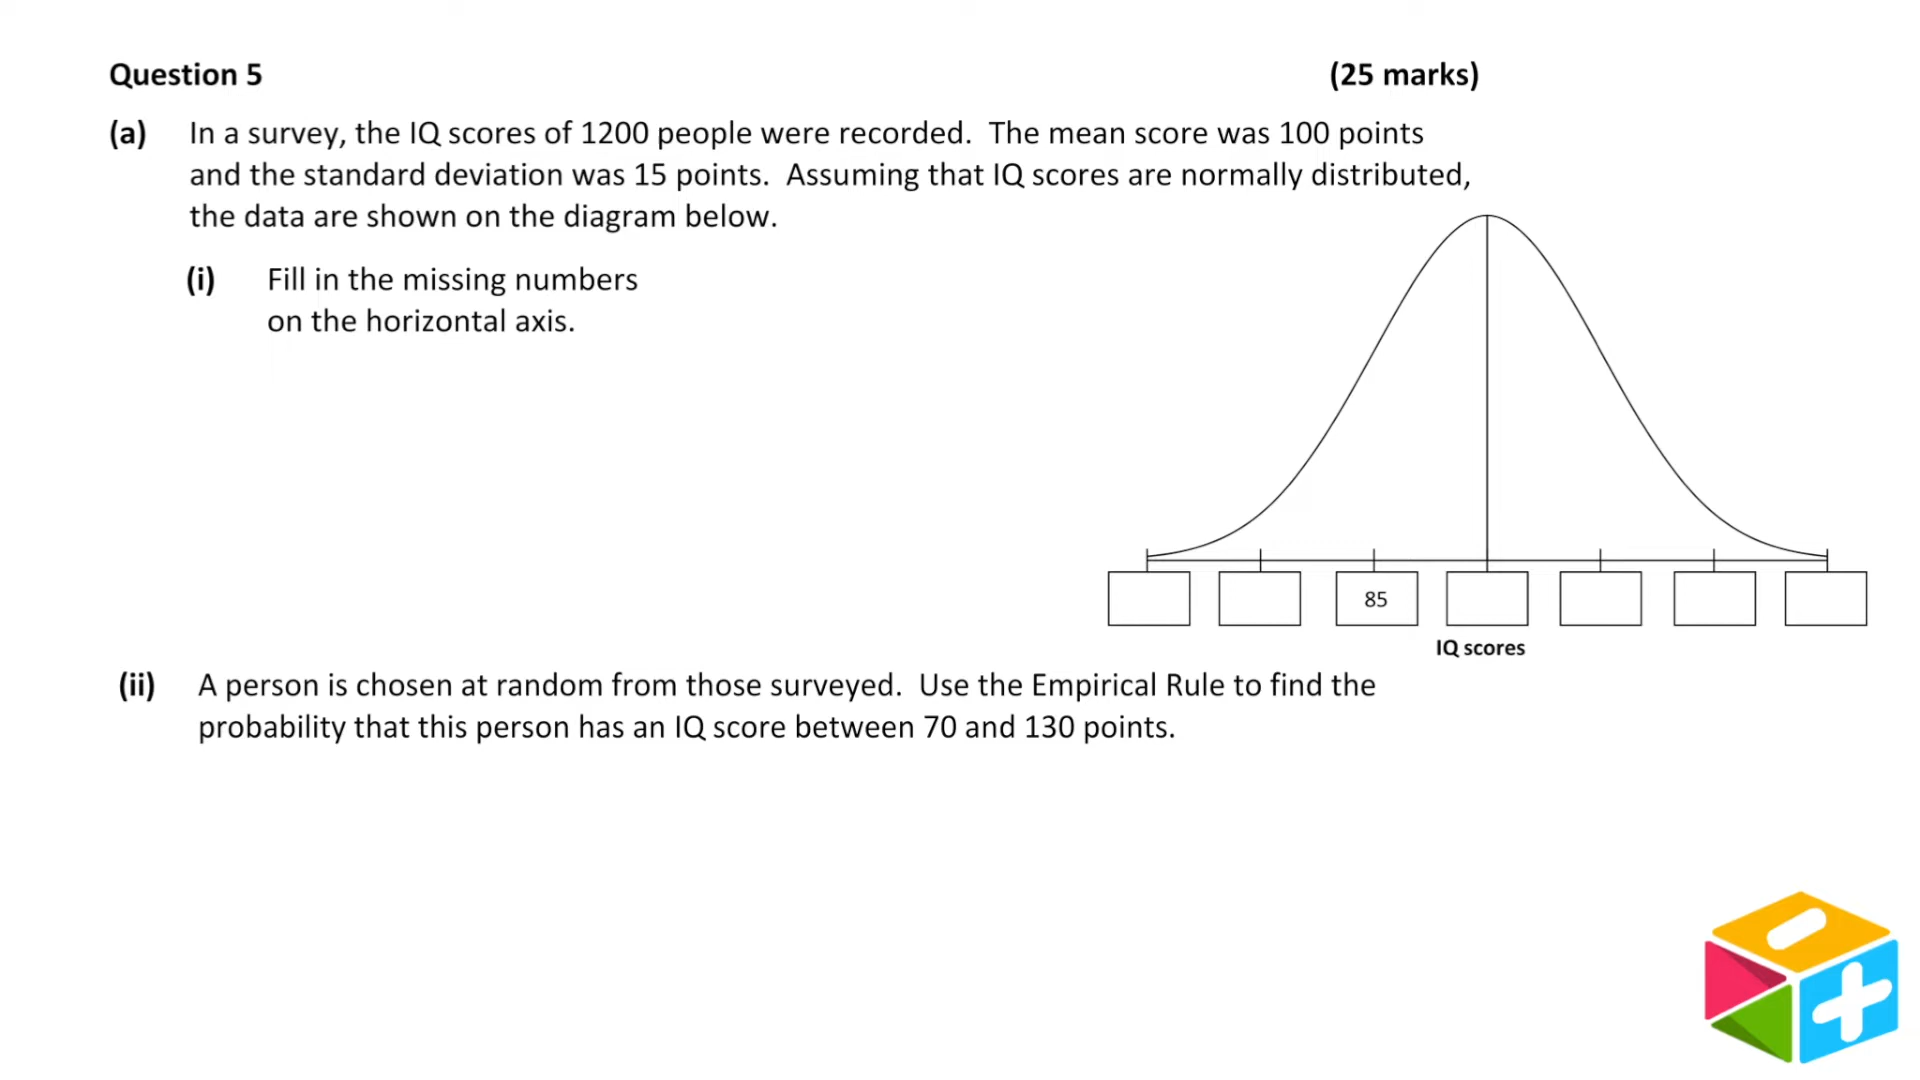 Question 5 (25 marks)
(a) In a survey, the IQ scores of 1200 people were recorded. The mean score was 100 points
and the standard deviation was 15 points. Assuming that IQ scores are normally distributed,
the data are shown on the diagram below.
(i) Fill in the missing numbers
on the horizontal axis.
85
IQ scores
(ii) A person is chosen at random from those surveyed. Use the Empirical Rule to find the
probability that this person has an IQ score between 70 and 130 points.